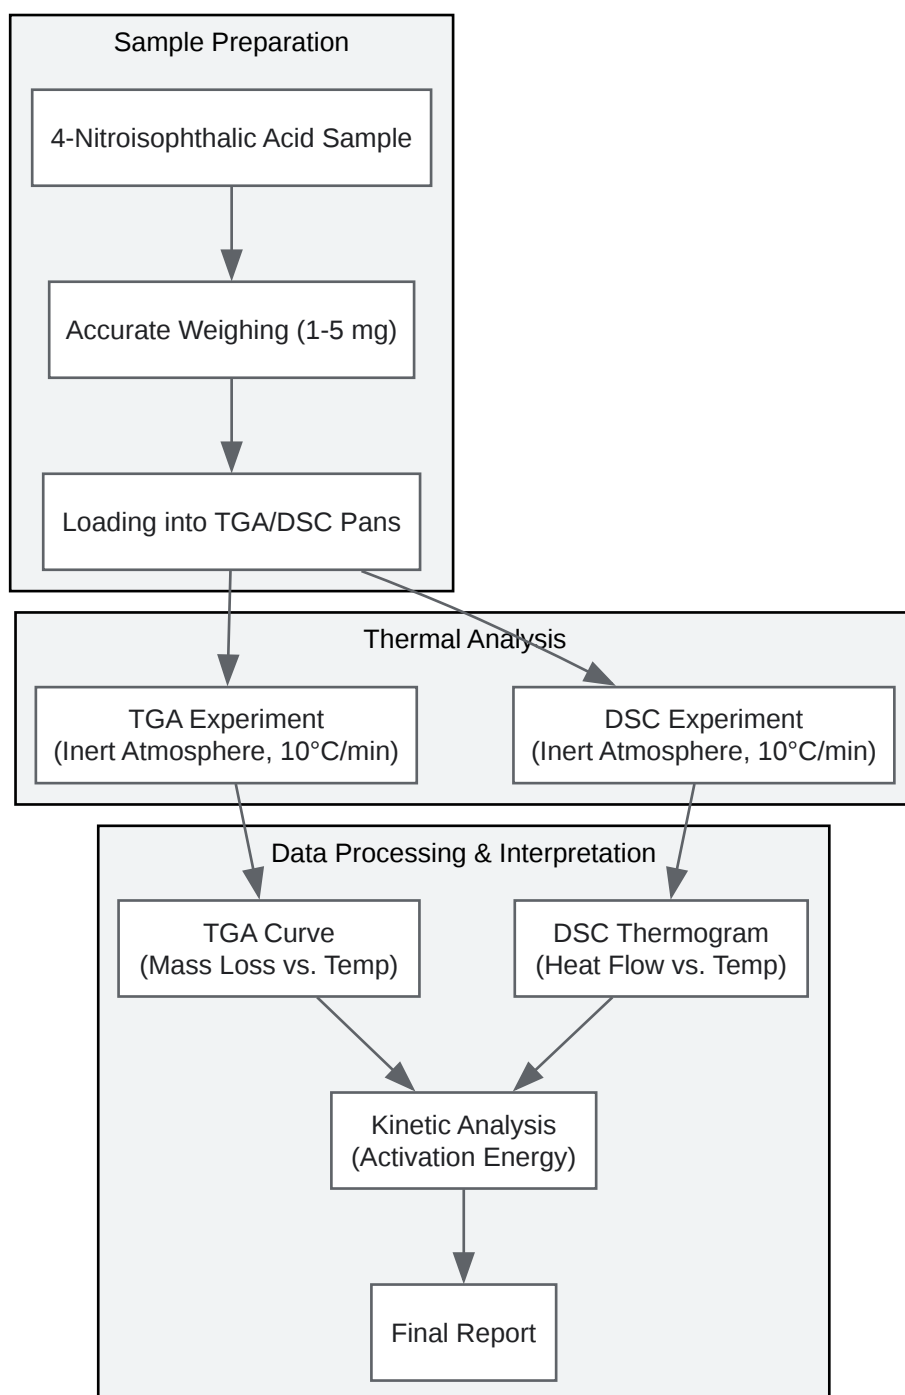 Sample Preparation
4-Nitroisophthalic Acid Sample
Accurate Weighing (1-5 mg)
Loading into TGA/DSC Pans
Thermal Analysis
TGA Experiment
(Inert Atmosphere, 10°C/min)
DSC Experiment
(Inert Atmosphere, 10°C/min)
Data Processing & Interpretation
TGA Curve
(Mass Loss vs. Temp)
DSC Thermogram
(Heat Flow vs. Temp)
Kinetic Analysis
(Activation Energy)
Final Report